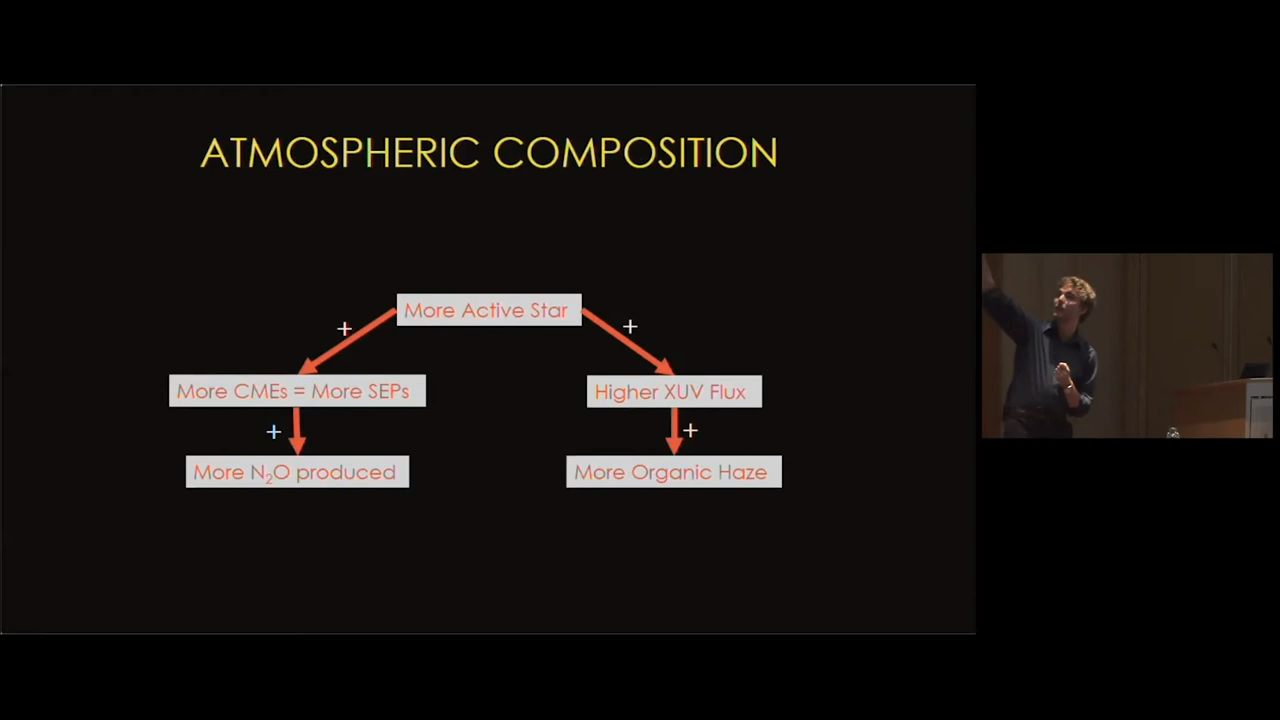 ATMOSPHERIC COMPOSITION
More Active Star
+
+
More CMEs = More SEPs
Higher XUV Flux
+
+
More N₂O produced
More Organic Haze